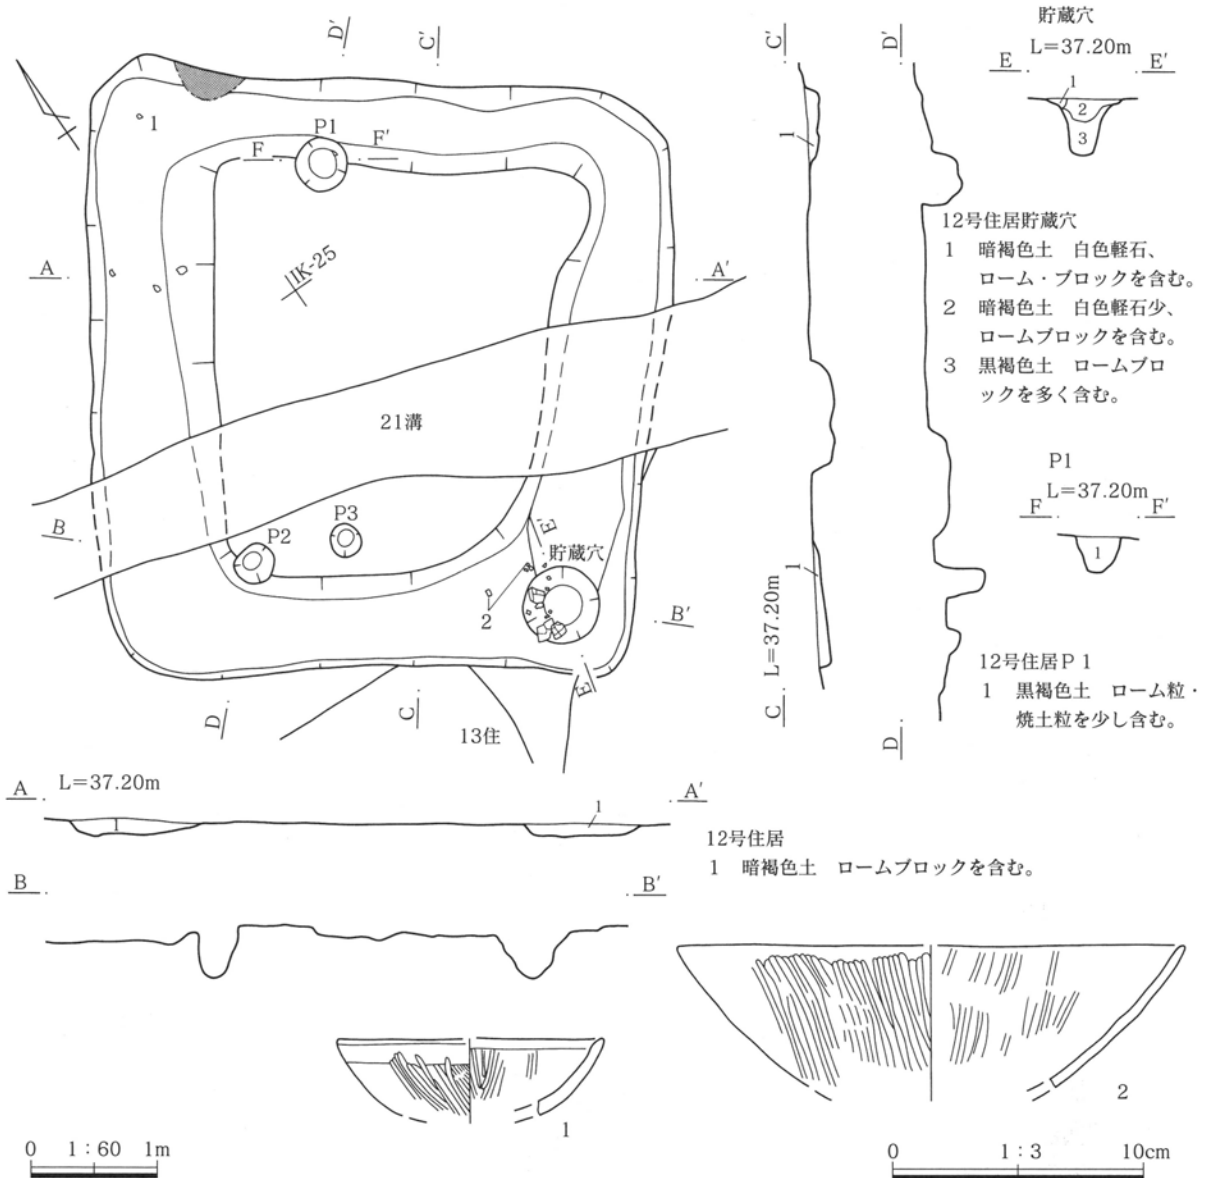 D'
C'
1
P1
F
F'
A
A'
IIK-25
21溝
B
P2
P3
E'
貯蔵穴
2
B'
E
D
C
13住
C'
D'
1
1
C
L=37.20m
D
貯蔵穴
L=37.20m
E
E'
1
2
3
12号住居貯蔵穴
1 暗褐色土 白色軽石、
ローム・ブロックを含む。
2 暗褐色土 白色軽石少、
ロームブロックを含む。
3 黒褐色土 ロームブロ
ックを多く含む。
P1
L=37.20m
F
F'
1
12号住居P1
1 黒褐色土 ローム粒・
焼土粒を少し含む。
A
L=37.20m
A'
1
1
12号住居
1 暗褐色土 ロームブロックを含む。
B
B'
1
2
0 1:60 1m
0 1:3 10cm